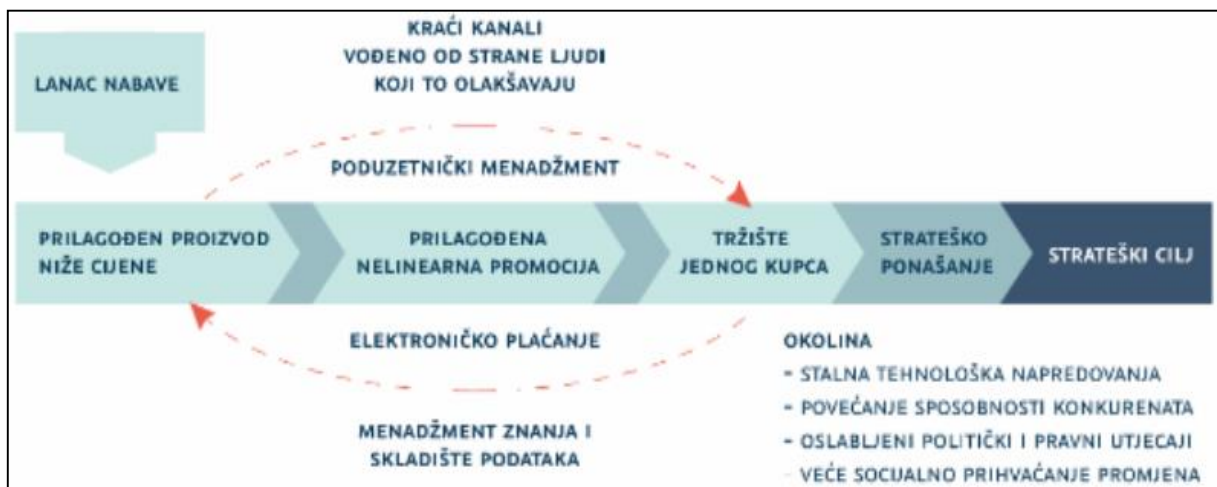 LANAC NABAVE
KRAĆI KANALI
VOĐENO OD STRANE LJUDI
KOJI TO OLAKŠAVAJU
PODUZETNIČKI MENADŽMENT
PRILAGOĐEN PROIZVOD
NIŽE CIJENE
PRILAGOĐENA
NELINEARNA PROMOCIJA
TRŽIŠTE
JEDNOG KUPCA
STRATEŠKO
PONAŠANJE
STRATEŠKI CILJ
ELEKTRONIČKO PLAĆANJE
MENADŽMENT ZNANJA I
SKLADIŠTE PODATAKA
OKOLINA
- STALNA TEHNOLOŠKA NAPREDOVANJA
- POVEĆANJE SPOSOBNOSTI KONKURENATA
- OSLABLJENI POLITIČKI I PRAVNI UTJECAJI
- VEĆE SOCIJALNO PRIHVAĆANJE PROMJENA